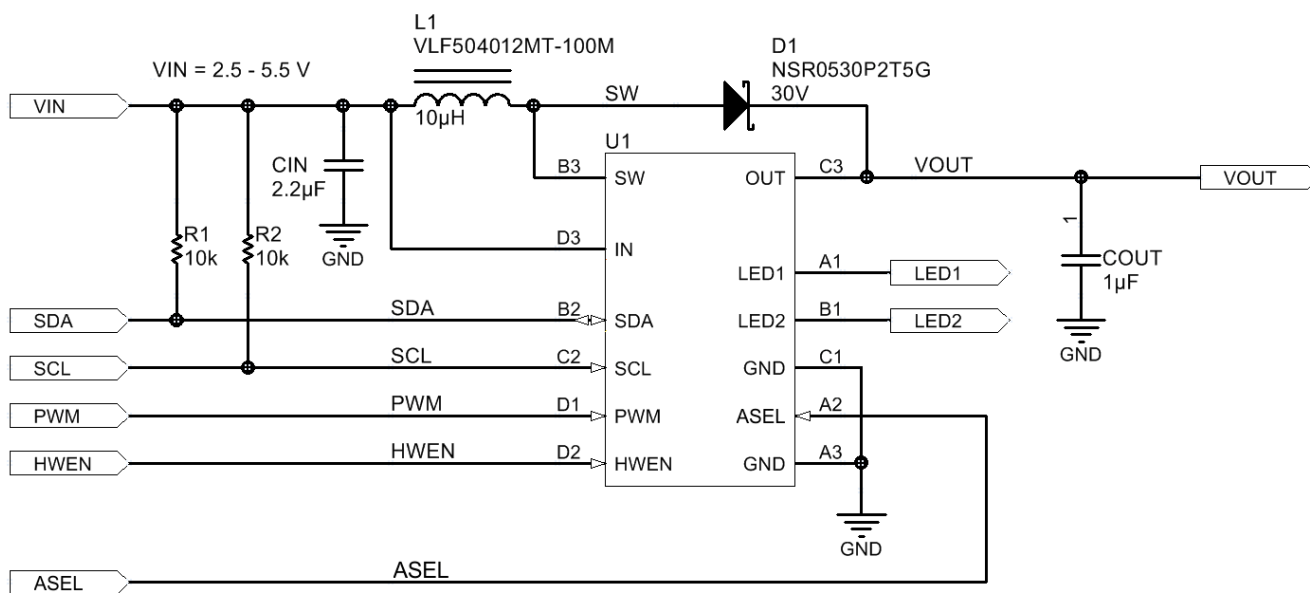 L1
VLF504012MT-100M
D1
NSR0530P2T5G
30V
VIN = 2.5 - 5.5 V
VIN
10µH
SW
U1
CIN
2.2µF
GND
B3
SW
OUT
C3
VOUT
VOUT
1
R1
10k
R2
10k
D3
IN
LED1
A1
LED1
COUT
1µF
GND
SDA
SDA
B2
SDA
LED2
B1
LED2
SCL
SCL
C2
SCL
GND
C1
PWM
PWM
D1
PWM
ASEL
A2
HWEN
HWEN
D2
HWEN
GND
A3
GND
ASEL
ASEL